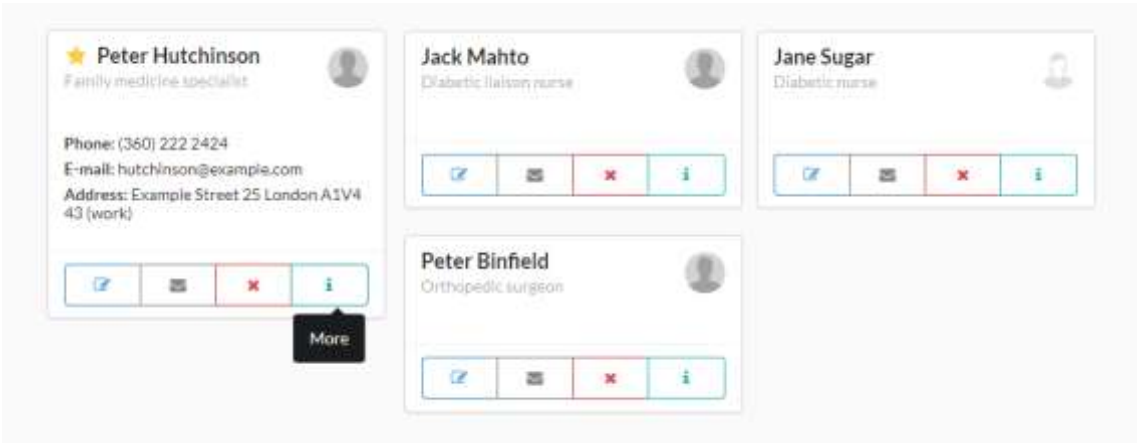 Peter Hutchinson
Family medicine specialist
Phone: (360) 222 2424
E-mail: hutchinson@example.com
Address: Example Street 25 London A1V4
43 (work)
More
Jack Mahto
Diabetic liaison nurse
Peter Binfield
Orthopedic surgeon
Jane Sugar
Diabetic nurse